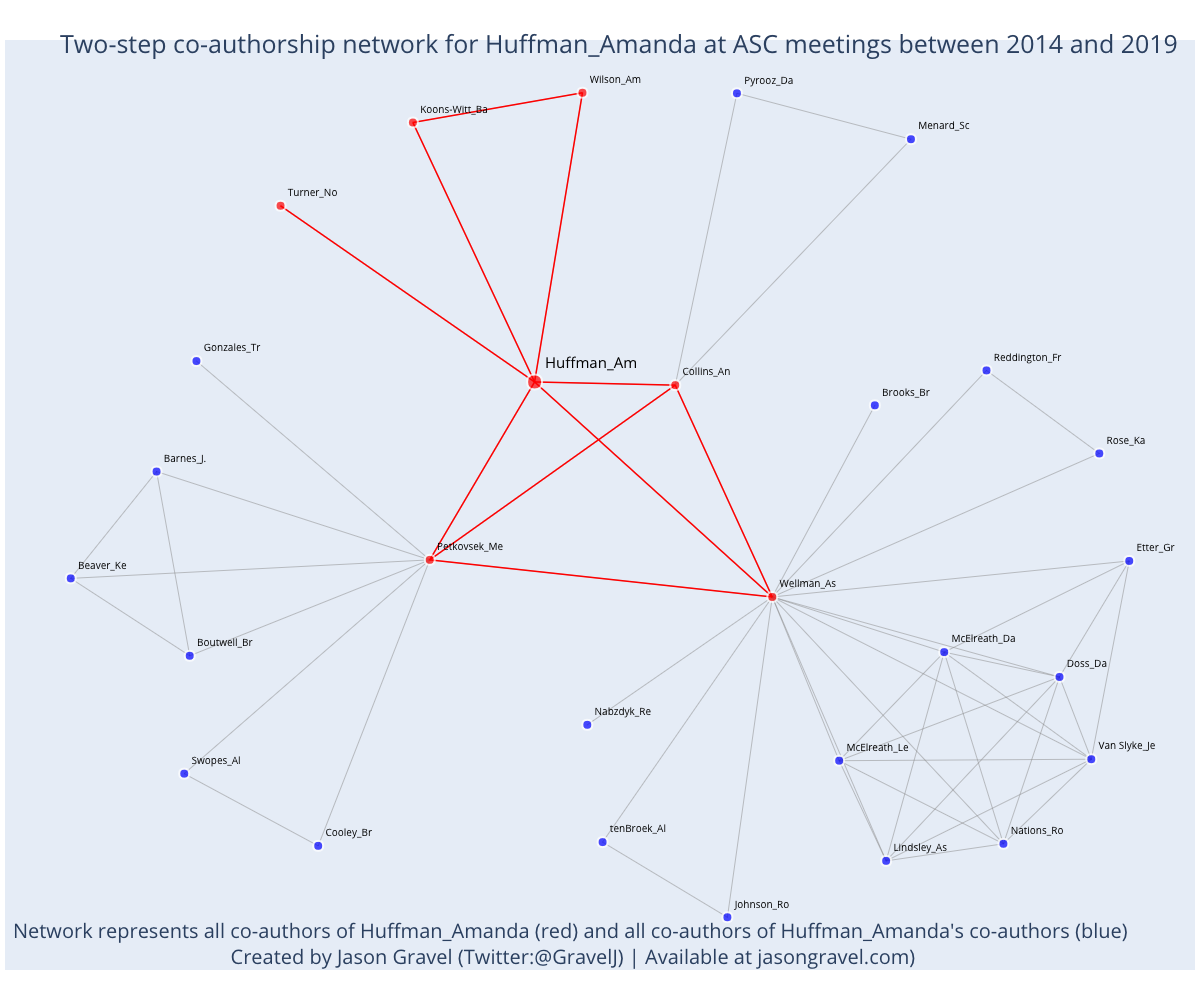 Two-step co-authorship network for Huffman_Amanda at ASC meetings between 2014 and 2019
Wilson_Am
Pyrooz_Da
Koons-Witt_Ba
Menard_Sc
Turner_No
Gonzales_Tr
Huffman_Am
Reddington_Fr
Collins_An
Brooks_Br
Rose_Ka
Barnes_J.
Petkovsek_Me
Etter_Gr
Beaver_Ke
Wellman_As
McElreath_Da
Boutwell_Br
Doss_Da
Nabzdyk_Re
McElreath_Le
Van Slyke_Je
Swopes_Al
tenBroek_Al
Cooley_Br
Nations_Ro
Lindsley_As
Johnson_Ro
Network represents all co-authors of Huffman_Amanda (red) and all co-authors of Huffman_Amanda's co-authors (blue)
Created by Jason Gravel (Twitter:@GravelJ) | Available at jasongravel.com)